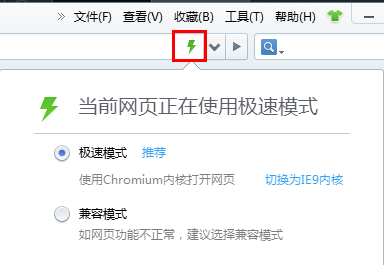 » 文件(F) 查看(V) 收藏(B) 工具(T) 帮助(H)
当前网页正在使用极速模式
极速模式 推荐
使用Chromium内核打开网页 切换为IE9内核
兼容模式
如网页功能不正常，建议选择兼容模式